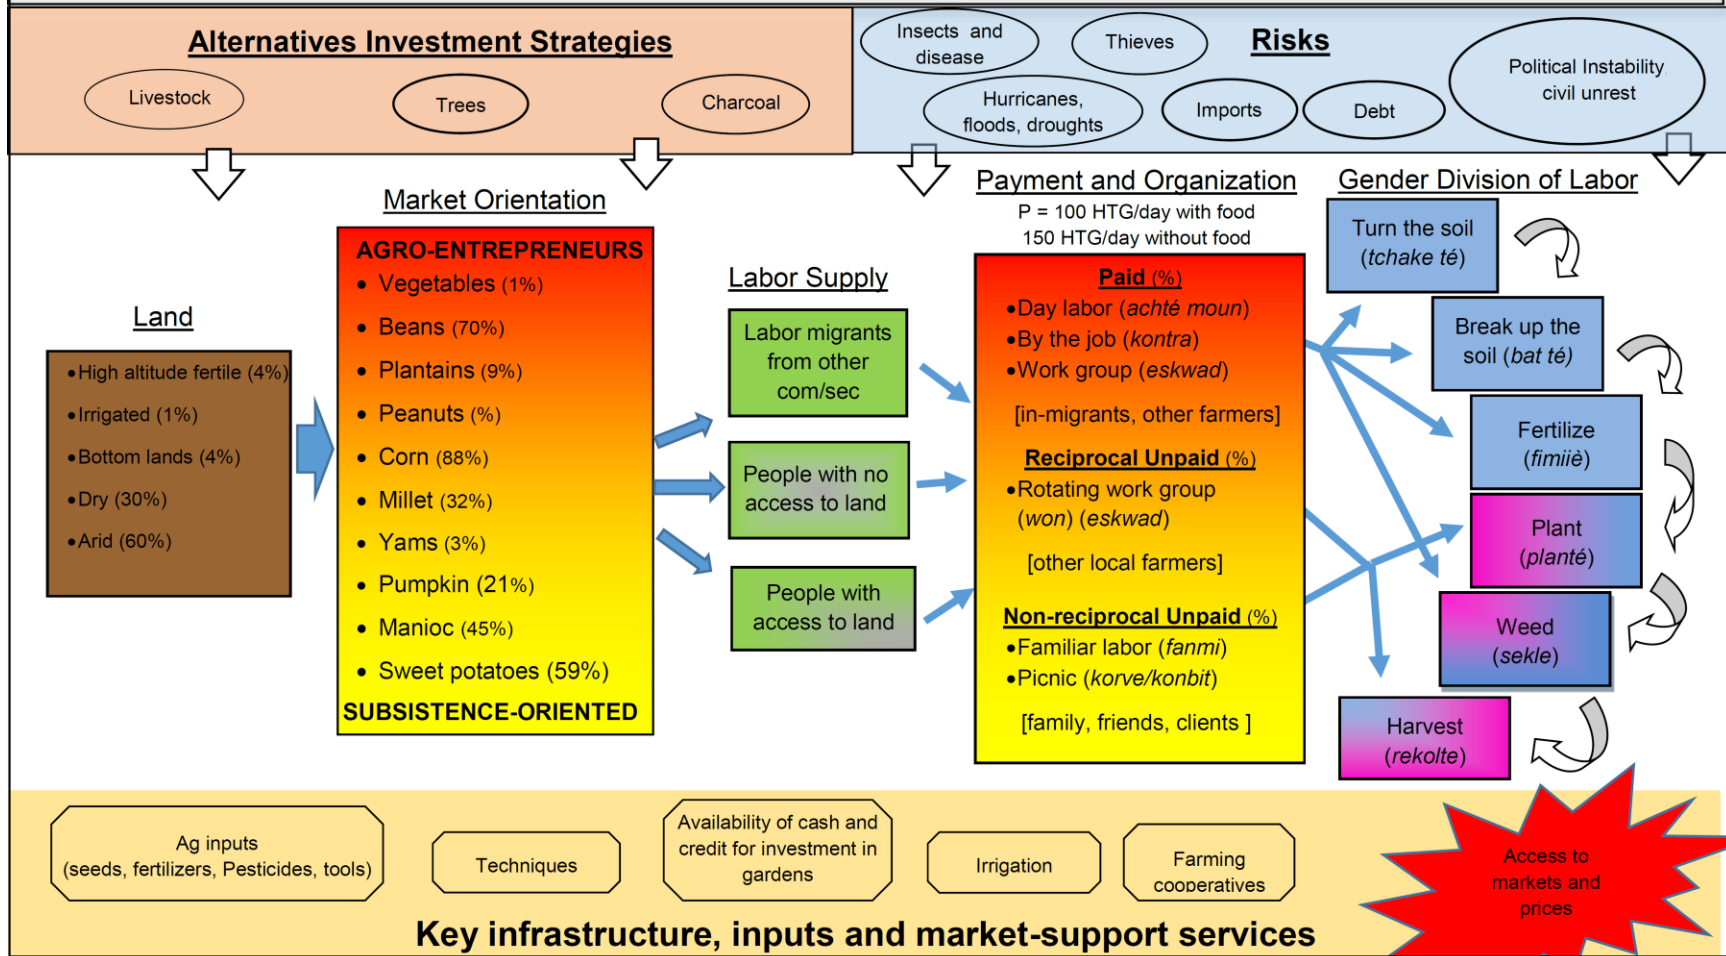 Alternatives Investment Strategies
Livestock
Trees
Charcoal
Risks
Insects and
disease
Thieves
Hurricanes,
floods, droughts
Imports
Debt
Political Instability
civil unrest
Land
•High altitude fertile (4%)
•Irrigated (1%)
•Bottom lands (4%)
•Dry (30%)
•Arid (60%)
Market Orientation
AGRO-ENTREPRENEURS
• Vegetables (1%)
• Beans (70%)
• Plantains (9%)
• Peanuts (%)
• Corn (88%)
• Millet (32%)
• Yams (3%)
• Pumpkin (21%)
• Manioc (45%)
• Sweet potatoes (59%)
SUBSISTENCE-ORIENTED
Labor Supply
Labor migrants
from other
com/sec
People with no
access to land
People with
access to land
Payment and Organization
P = 100 HTG/day with food
150 HTG/day without food
Paid (%)
•Day labor (achté moun)
•By the job (kontra)
•Work group (eskwad)
[in-migrants, other farmers]
Reciprocal Unpaid (%)
•Rotating work group
(won) (eskwad)
[other local farmers]
Non-reciprocal Unpaid (%)
•Familiar labor (fanmi)
•Picnic (korve/konbit)
[family, friends, clients ]
Gender Division of Labor
Turn the soil
(tchake té)
Break up the
soil (bat té)
Fertilize
(fimiiè)
Plant
(planté)
Weed
(sekle)
Harvest
(rekolte)
Ag inputs
(seeds, fertilizers, Pesticides, tools)
Techniques
Availability of cash and
credit for investment in
gardens
Irrigation
Farming
cooperatives
Access to
markets and
prices
Key infrastructure, inputs and market-support services